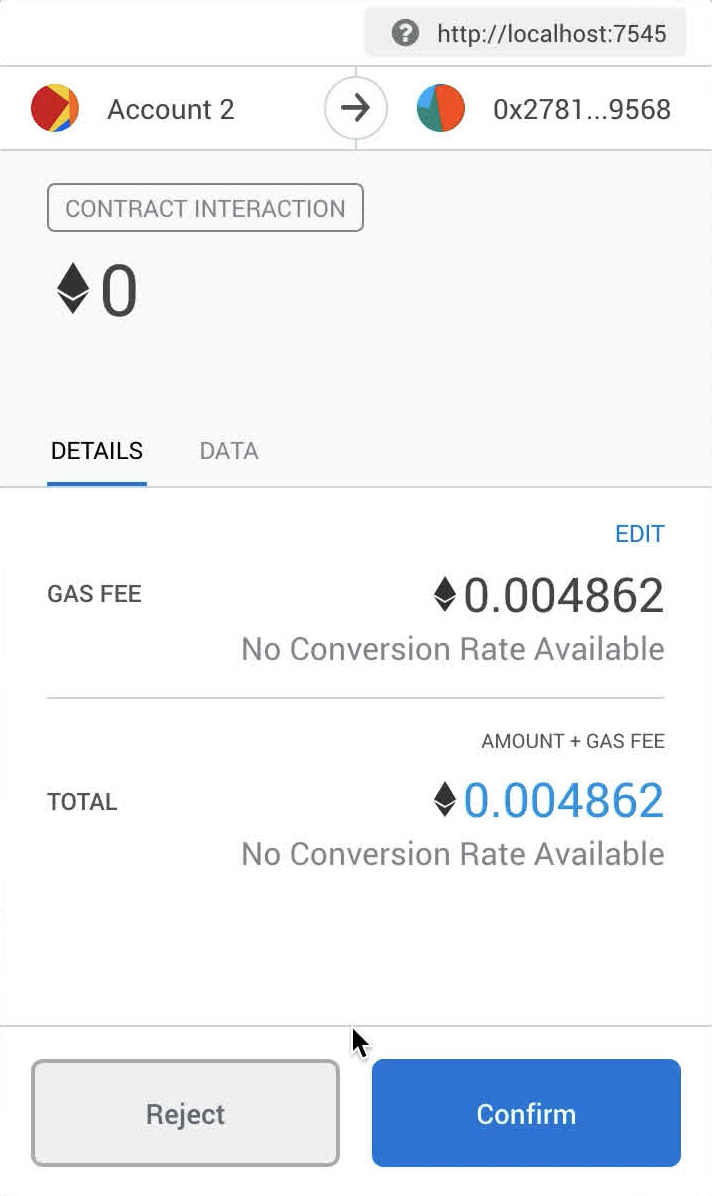 http://localhost:7545
Account 2
0x2781...9568
CONTRACT INTERACTION
0
DETAILS
DATA
EDIT
GAS FEE
0.004862
No Conversion Rate Available
AMOUNT + GAS FEE
TOTAL
0.004862
No Conversion Rate Available
Reject
Confirm